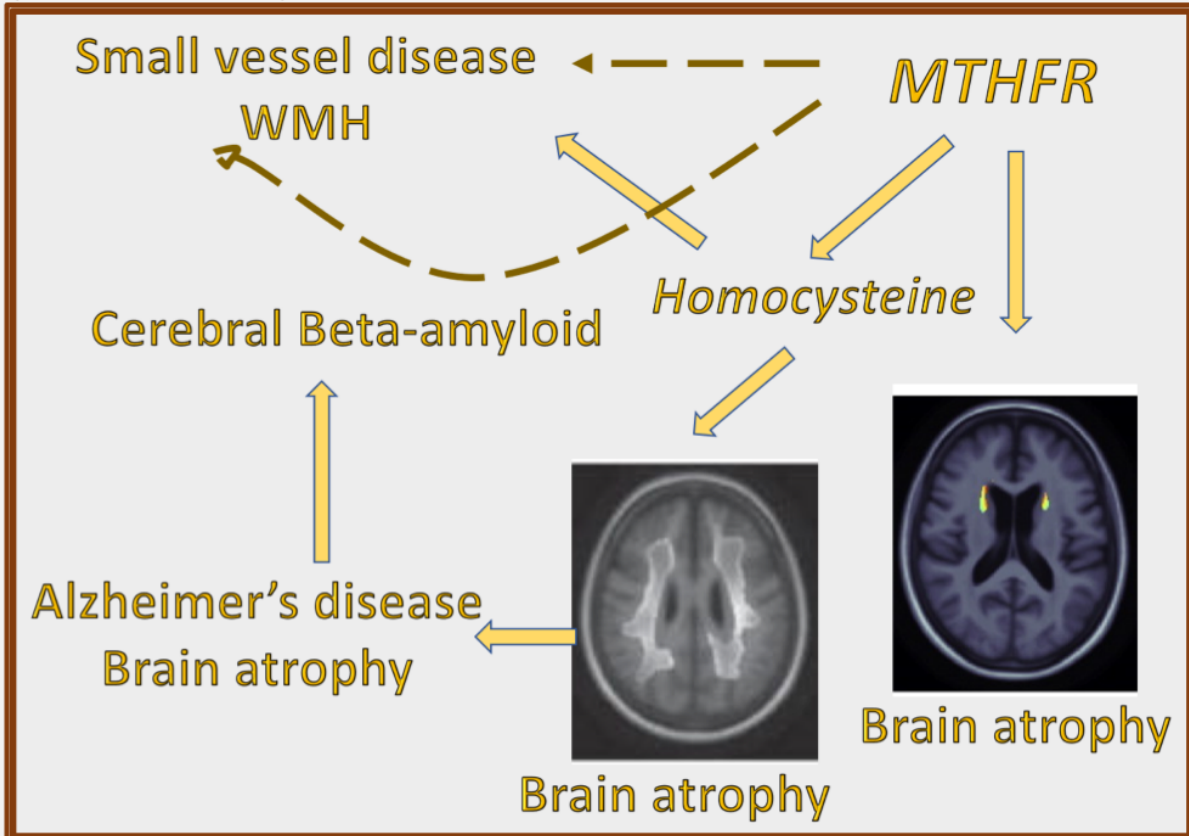 Small vessel disease
WMH
MTHFR
Homocysteine
Cerebral Beta-amyloid
Alzheimer’s disease
Brain atrophy
Brain atrophy
Brain atrophy